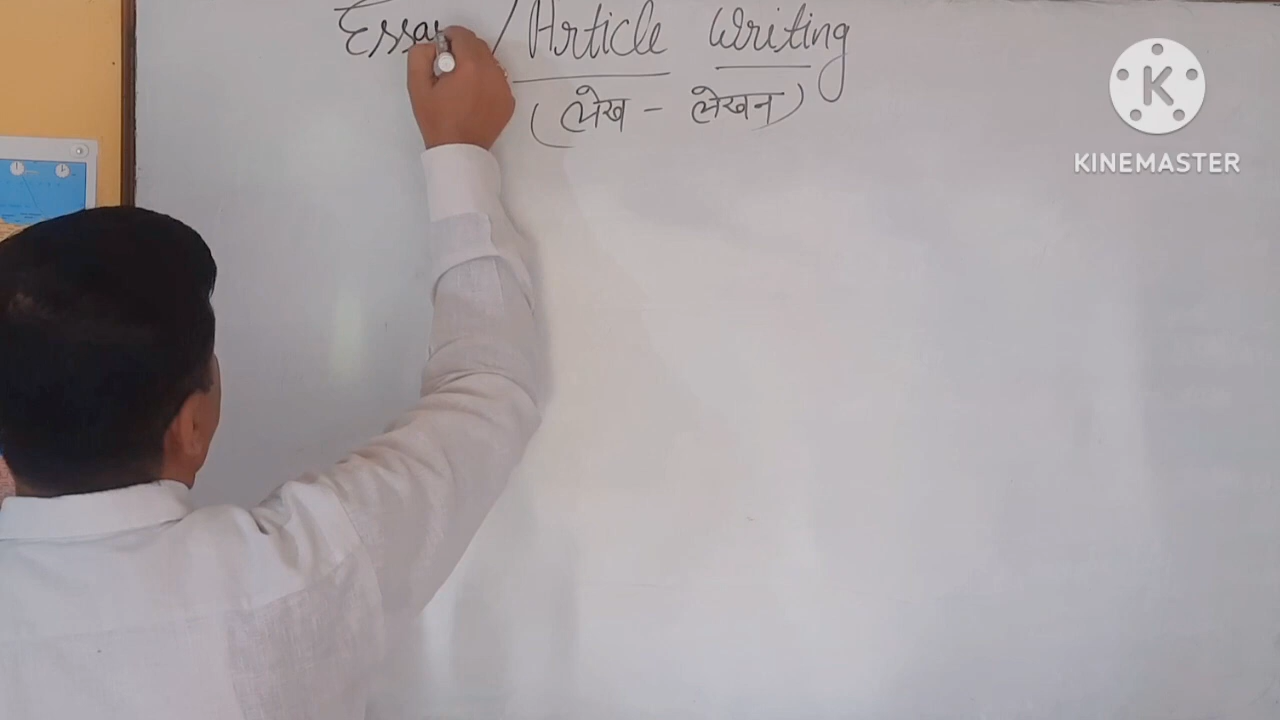 Essay / Article Writing
(लेख - लेखन)
K
KINEMASTER